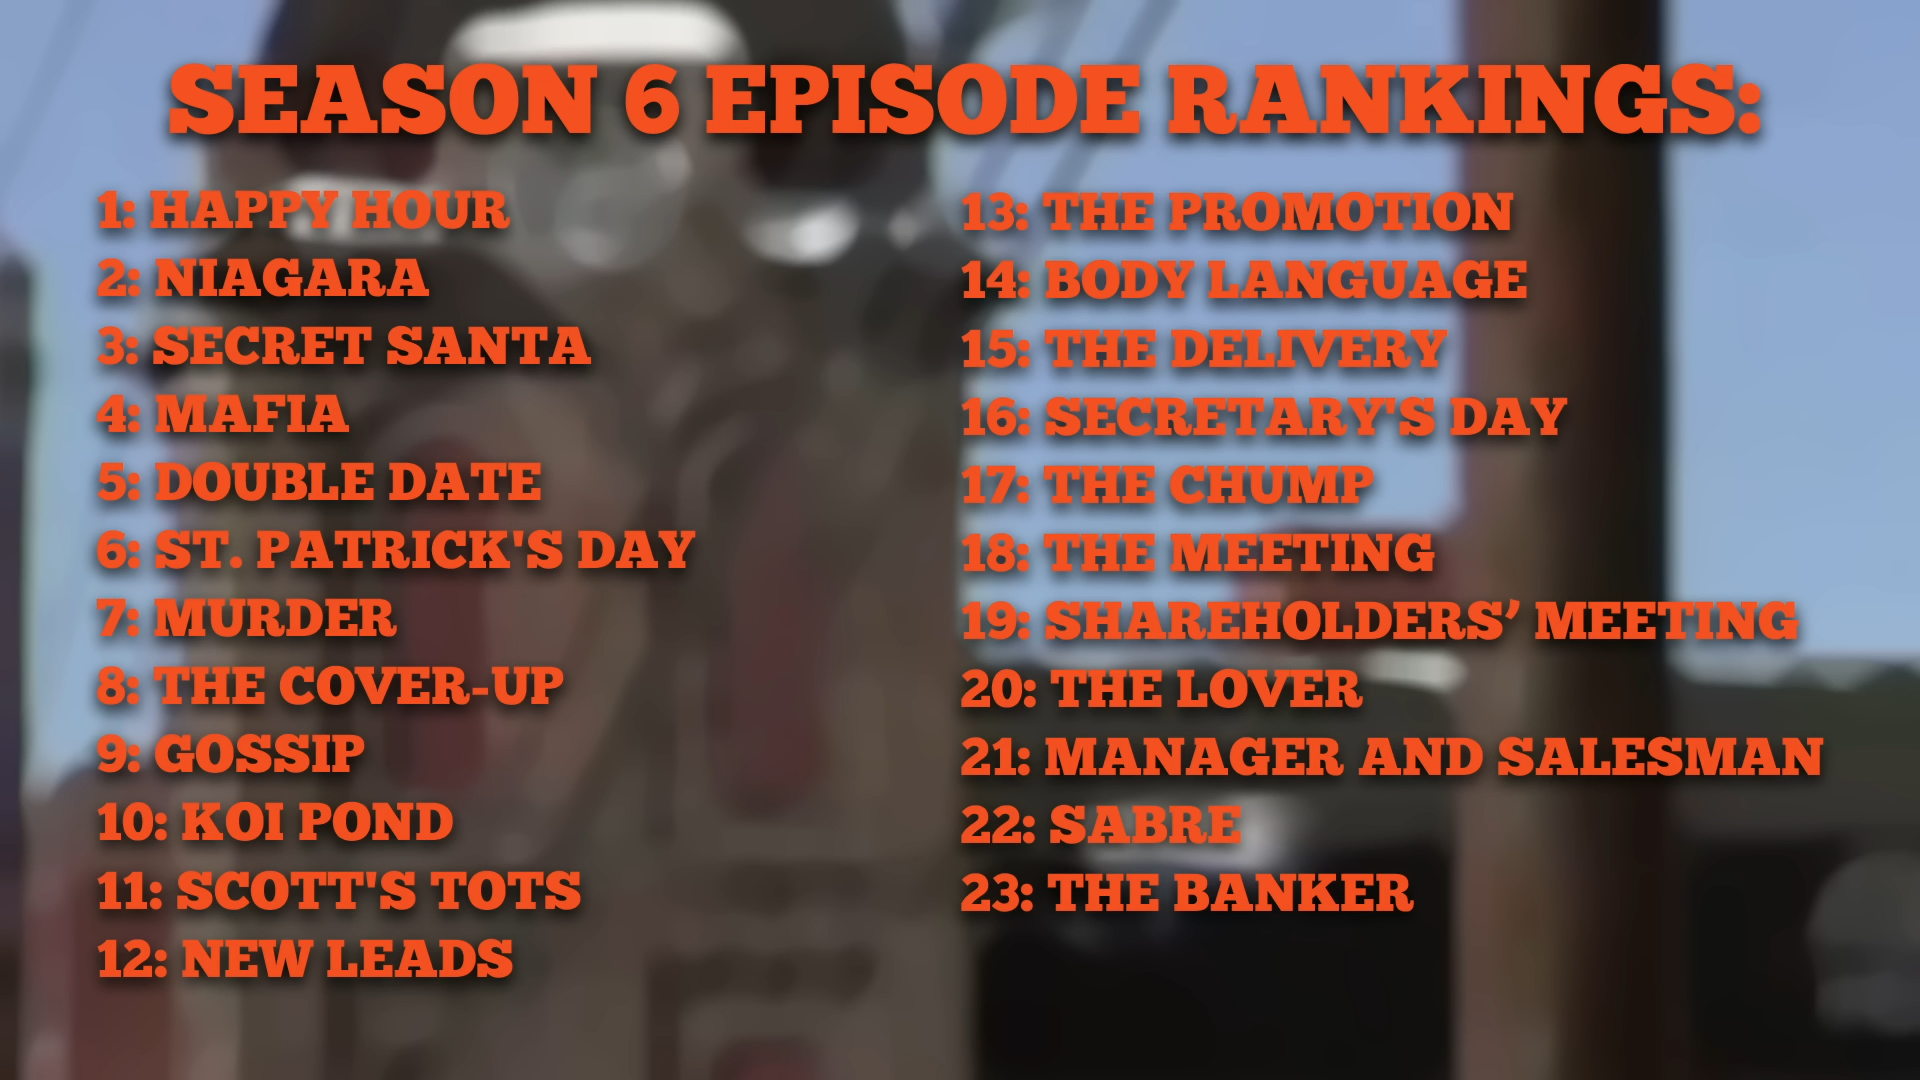 SEASON 6 EPISODE RANKINGS:
1: HAPPY HOUR
2: NIAGARA
3: SECRET SANTA
4: MAFIA
5: DOUBLE DATE
6: ST. PATRICK'S DAY
7: MURDER
8: THE COVER-UP
9: GOSSIP
10: KOI POND
11: SCOTT'S TOTS
12: NEW LEADS
13: THE PROMOTION
14: BODY LANGUAGE
15: THE DELIVERY
16: SECRETARY'S DAY
17: THE CHUMP
18: THE MEETING
19: SHAREHOLDERS’ MEETING
20: THE LOVER
21: MANAGER AND SALESMAN
22: SABRE
23: THE BANKER